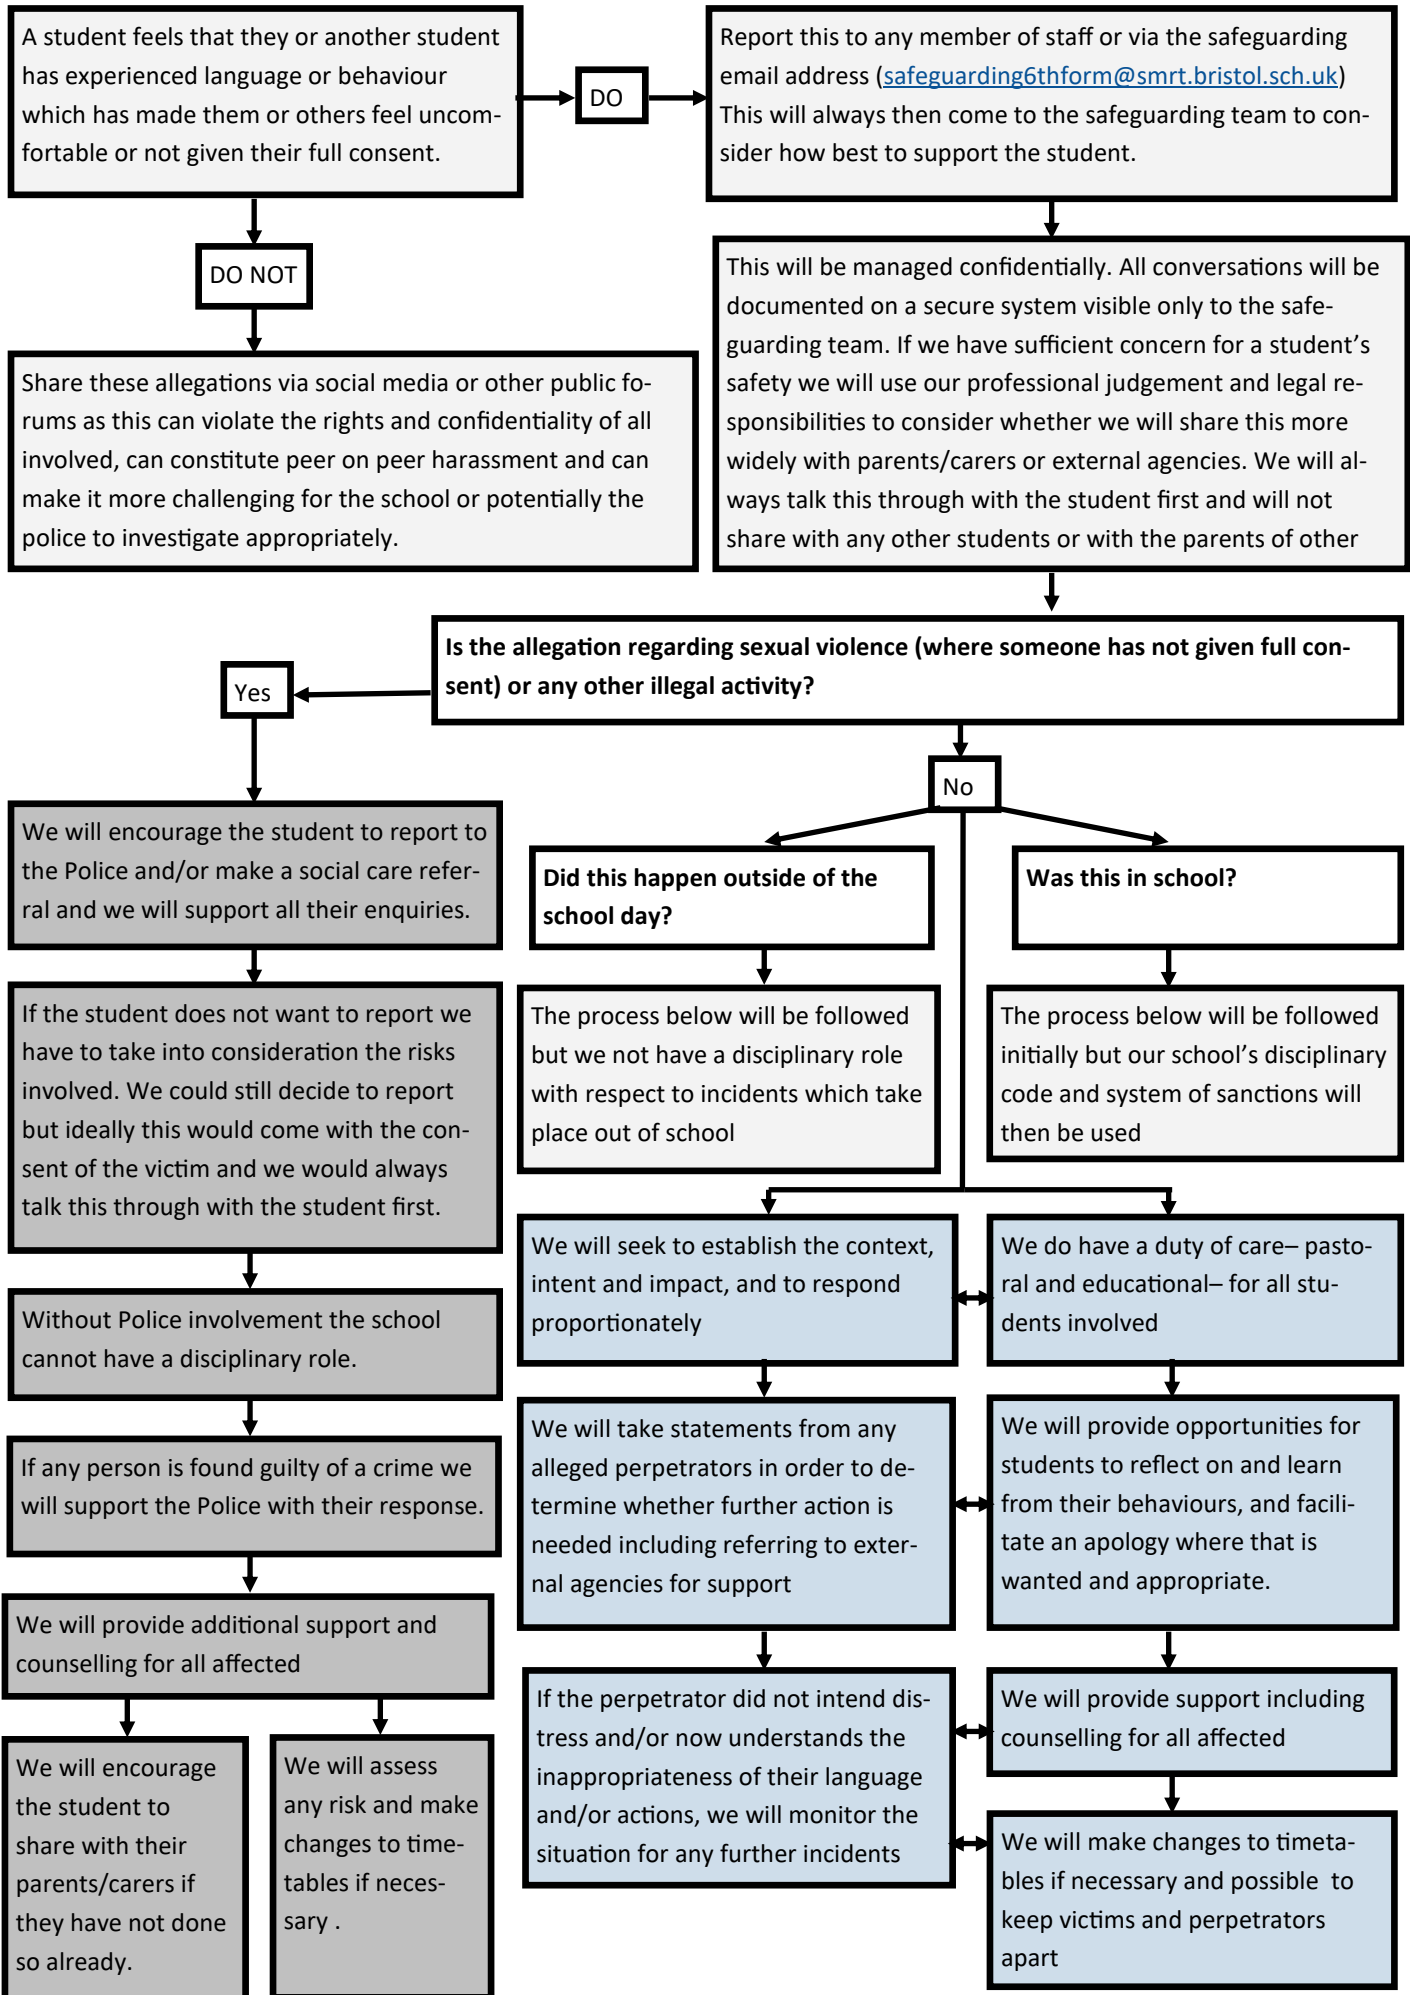 A student feels that they or another student
has experienced language or behaviour
which has made them or others feel uncom-
fortable or not given their full consent.
DO
Report this to any member of staff or via the safeguarding
email address (safeguarding6thform@smrt.bristol.sch.uk)
This will always then come to the safeguarding team to con-
sider how best to support the student.
DO NOT
Share these allegations via social media or other public fo-
rums as this can violate the rights and confidentiality of all
involved, can constitute peer on peer harassment and can
make it more challenging for the school or potentially the
police to investigate appropriately.
This will be managed confidentially. All conversations will be
documented on a secure system visible only to the safe-
guarding team. If we have sufficient concern for a student’s
safety we will use our professional judgement and legal re-
sponsibilities to consider whether we will share this more
widely with parents/carers or external agencies. We will al-
ways talk this through with the student first and will not
share with any other students or with the parents of other
Is the allegation regarding sexual violence (where someone has not given full con-
sent) or any other illegal activity?
Yes
We will encourage the student to report to
the Police and/or make a social care refer-
ral and we will support all their enquiries.
If the student does not want to report we
have to take into consideration the risks
involved. We could still decide to report
but ideally this would come with the con-
sent of the victim and we would always
talk this through with the student first.
Without Police involvement the school
cannot have a disciplinary role.
If any person is found guilty of a crime we
will support the Police with their response.
We will provide additional support and
counselling for all affected
We will encourage
the student to
share with their
parents/carers if
they have not done
so already.
We will assess
any risk and make
changes to time-
tables if neces-
sary .
No
Did this happen outside of the
school day?
The process below will be followed
but we not have a disciplinary role
with respect to incidents which take
place out of school
Was this in school?
The process below will be followed
initially but our school’s disciplinary
code and system of sanctions will
then be used
We will seek to establish the context,
intent and impact, and to respond
proportionately
We do have a duty of care– pasto-
ral and educational– for all stu-
dents involved
We will take statements from any
alleged perpetrators in order to de-
termine whether further action is
needed including referring to exter-
nal agencies for support
We will provide opportunities for
students to reflect on and learn
from their behaviours, and facili-
tate an apology where that is
wanted and appropriate.
If the perpetrator did not intend dis-
tress and/or now understands the
inappropriateness of their language
and/or actions, we will monitor the
situation for any further incidents
We will provide support including
counselling for all affected
We will make changes to timeta-
bles if necessary and possible  to
keep victims and perpetrators
apart